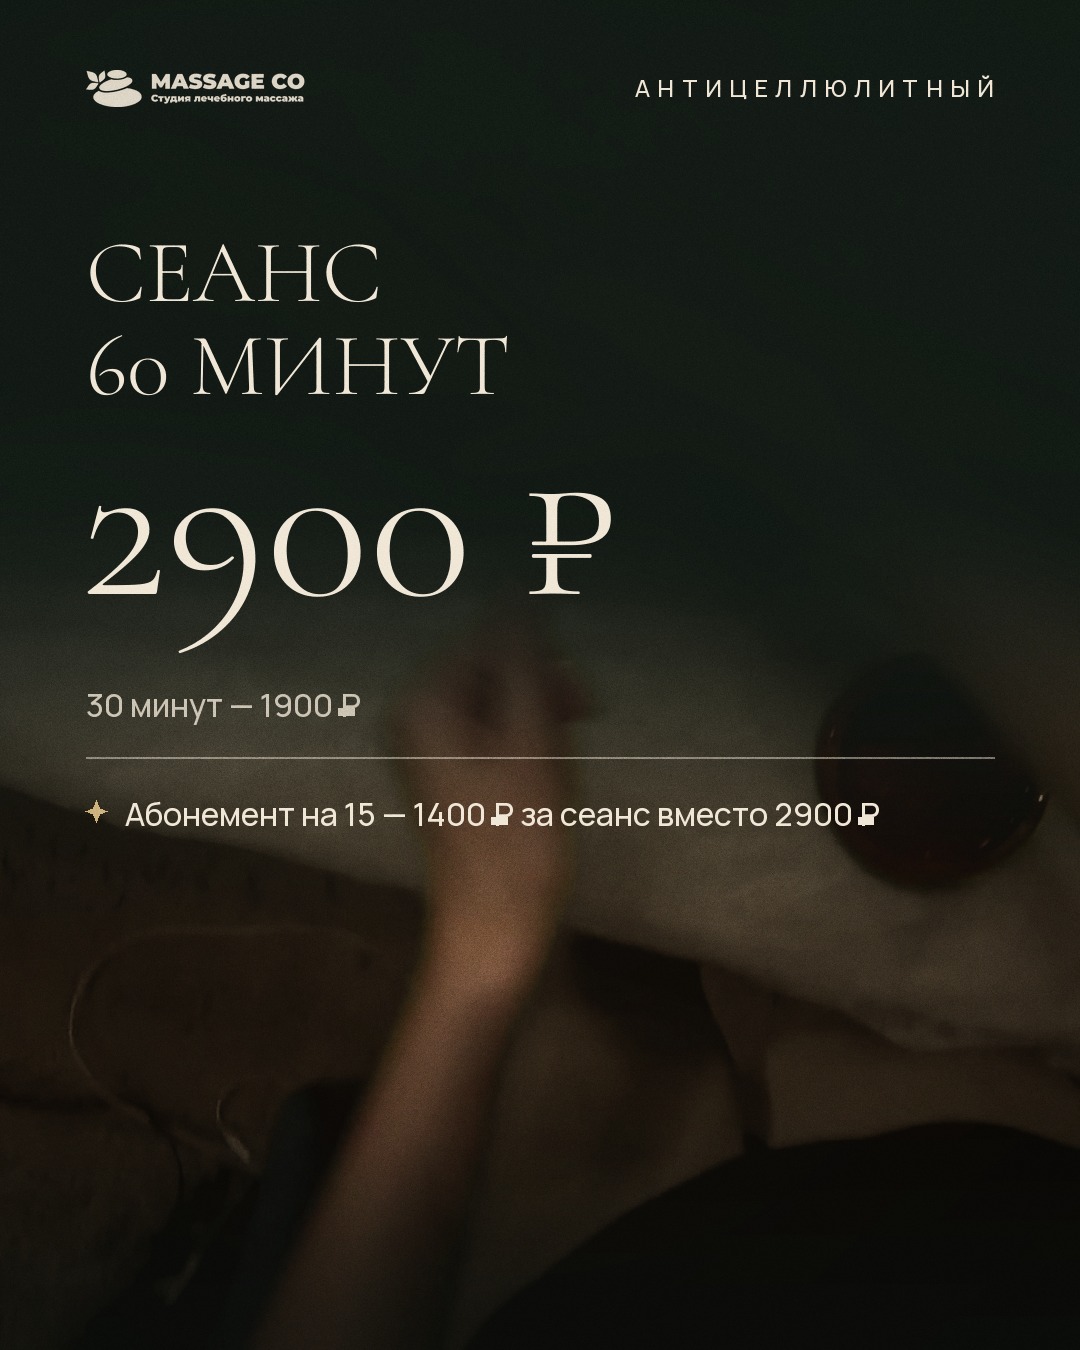 MASSAGE CO
Студия лечебного массажа
АНТИЦЕЛЛЮЛИТНЫЙ
СЕАНС
60 МИНУТ
2900 ₽
30 минут — 1900 ₽
Абонемент на 15 — 1400 ₽ за сеанс вместо 2900 ₽